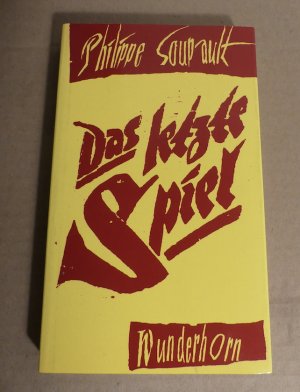 Philippe Soupault
Das letzte
Spiel
Wunderhorn